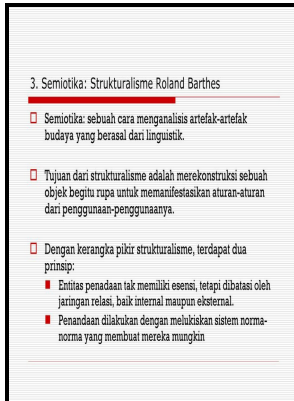 3. Semiotika: Strukturalisme Roland Barthes
Semiotika: sebuah cara menganalisis artefak-artefak
budaya yang berasal dari linguistik.
Tujuan dari strukturalisme adalah merekonstruksi sebuah
objek begitu rupa untuk memanifestasikan aturan-aturan
dari penggunaan-penggunaanya.
Dengan kerangka pikir strukturalisme, terdapat dua
prinsip:
Entitas penadaan tak memiliki esensi, tetapi dibatasi oleh
jaringan relasi, baik internal maupun eksternal.
Penandaan dilakukan dengan melukiskan sistem norma-
norma yang membuat mereka mungkin